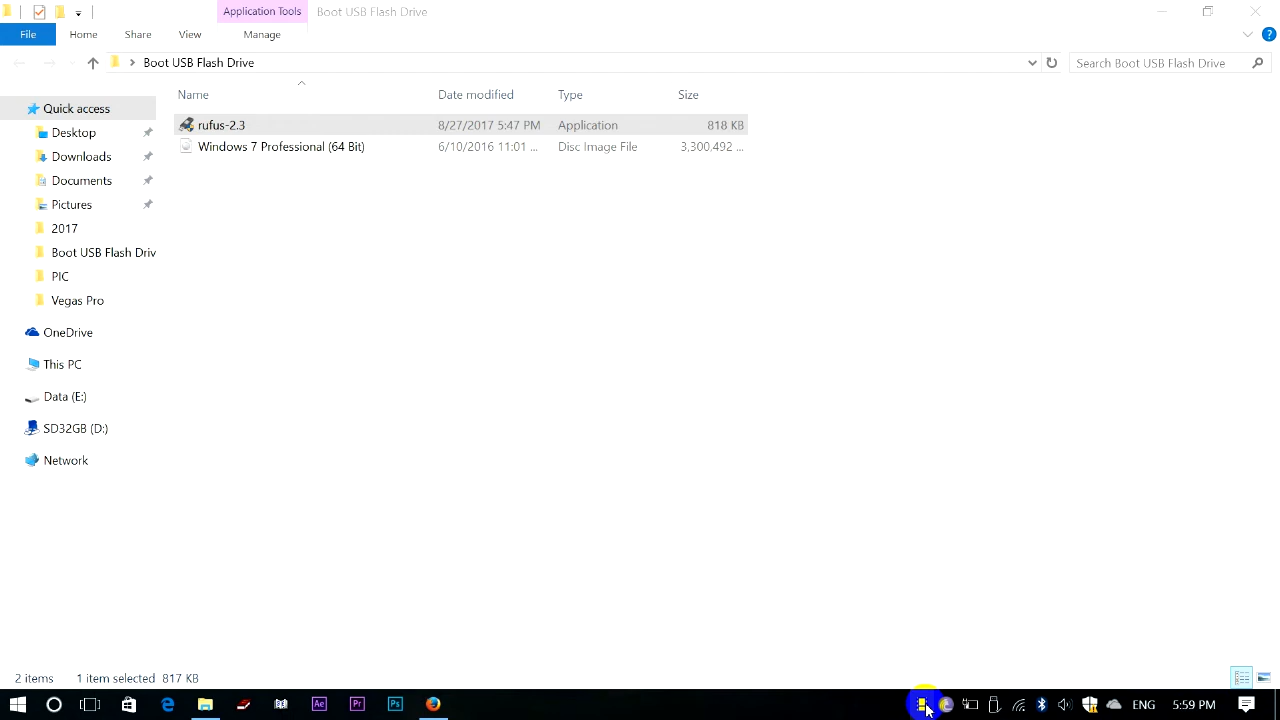 Application Tools Boot USB Flash Drive
File Home Share View Manage
Boot USB Flash Drive Search Boot USB Flash Drive
Name Date modified Type Size
rufus-2.3 8/27/2017 5:47 PM Application 818 KB
Windows 7 Professional (64 Bit) 6/10/2016 11:01 ... Disc Image File 3,300,492 ...
Quick access
Desktop
Downloads
Documents
Pictures
2017
Boot USB Flash Driv
PIC
Vegas Pro
OneDrive
This PC
Data (E:)
SD32GB (D:)
Network
2 items 1 item selected 817 KB
Ae Pr Ps ENG 5:59 PM